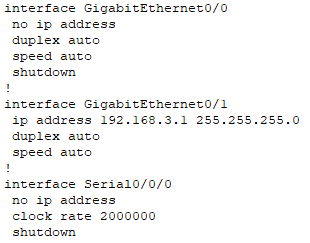 interface GigabitEthernet0/0
 no ip address
 duplex auto
 speed auto
 shutdown
!
interface GigabitEthernet0/1
 ip address 192.168.3.1 255.255.255.0
 duplex auto
 speed auto
!
interface Serial0/0/0
 no ip address
 clock rate 2000000
 shutdown